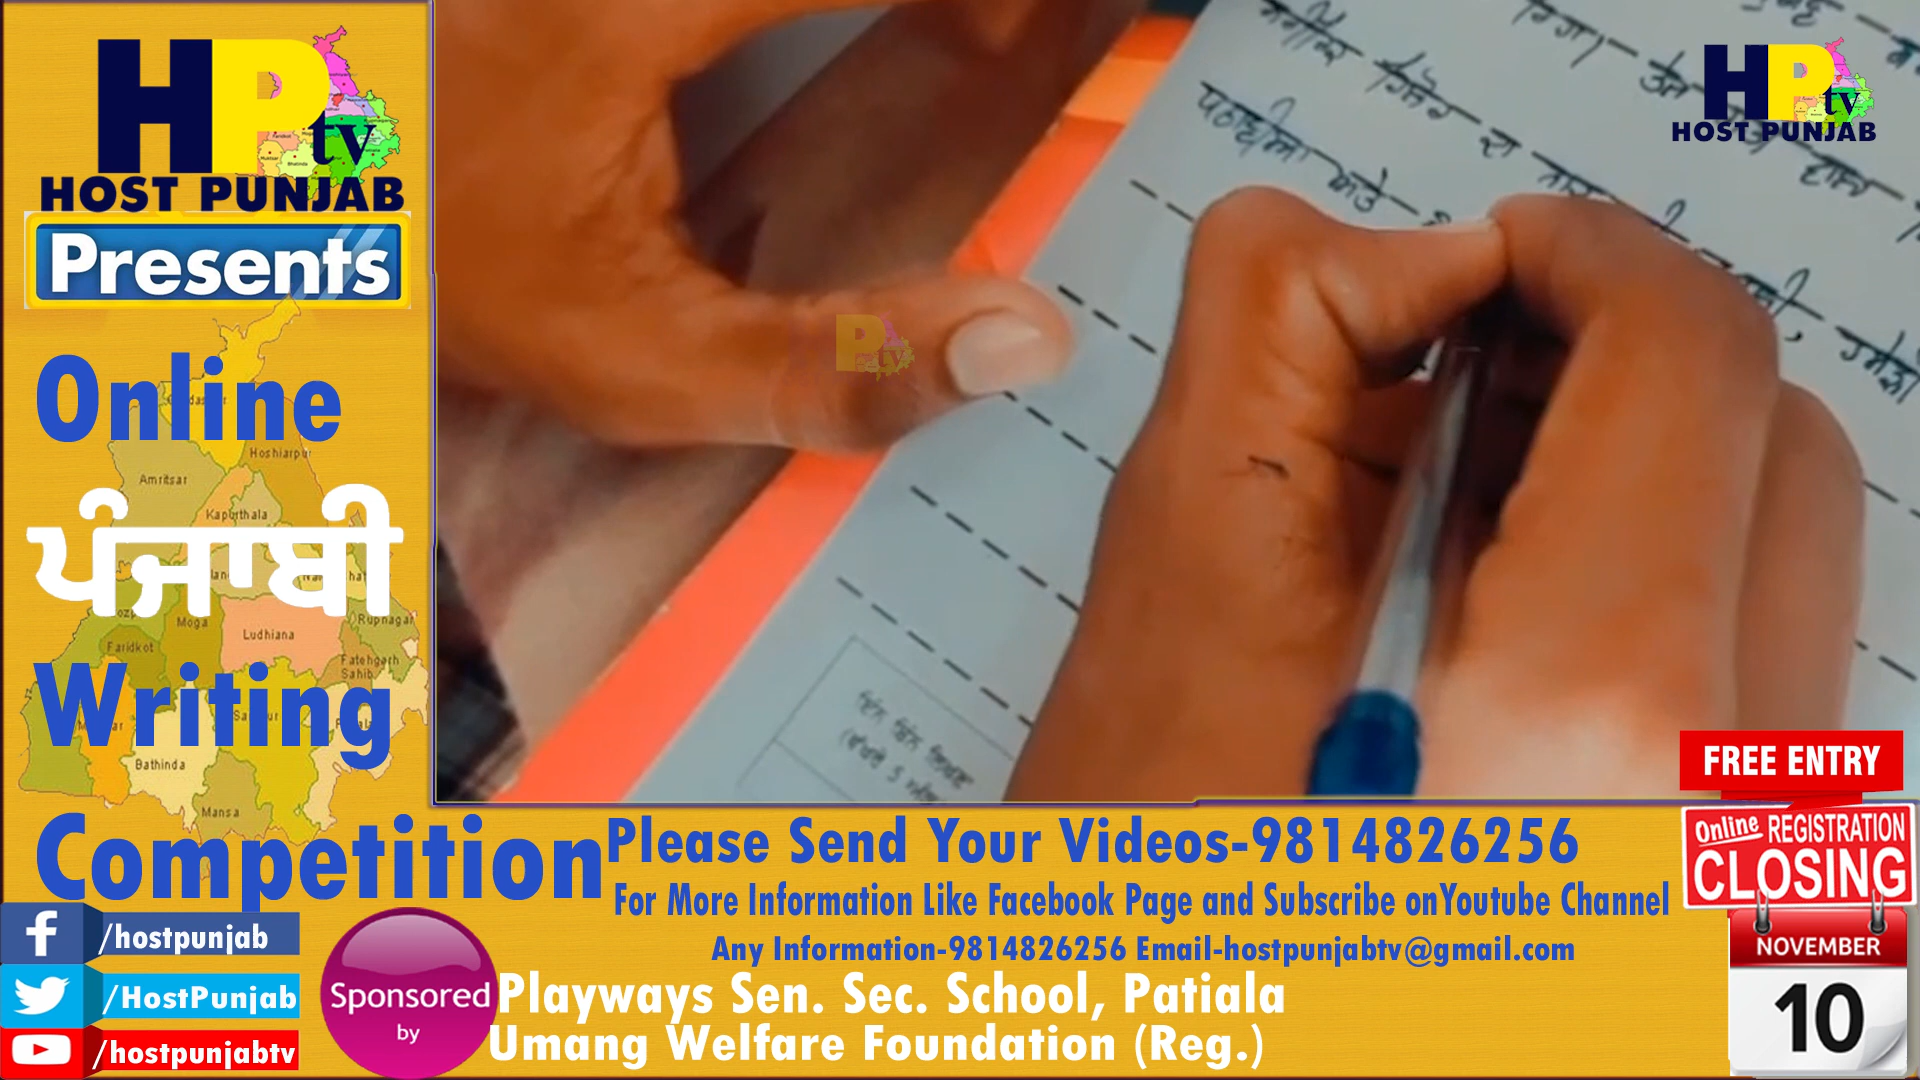 HP tv
HOST PUNJAB
Presents
Online
ਪੰਜਾਬੀ
Writing
Competition
Hoshiarpur
Amritsar
Kapurthala
Moga
Ludhiana
Rupnagar
Faridkot
Fatehgarh
Sahib
Bathinda
Mansa
HP tv
HOST PUNJAB
P tv
ਦਾ
ਅਤੇ
Please Send Your Videos-9814826256
For More Information Like Facebook Page and Subscribe onYoutube Channel
Any Information-9814826256 Email-hostpunjabtv@gmail.com
/hostpunjab
/HostPunjab
/hostpunjabtv
Sponsored
by
Playways Sen. Sec. School, Patiala
Umang Welfare Foundation (Reg.)
FREE ENTRY
Online REGISTRATION
CLOSING
NOVEMBER
10